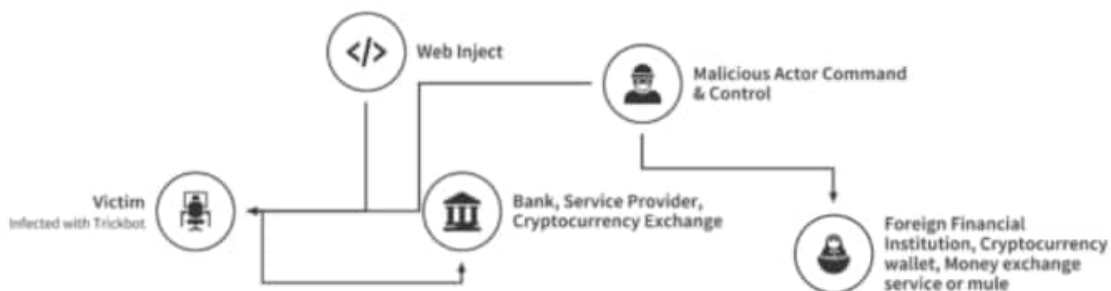 </>
Web Inject
Malicious Actor Command
& Control
Victim
Infected with Trickbot
Bank, Service Provider,
Cryptocurrency Exchange
Foreign Financial
Institution, Cryptocurrency
wallet, Money exchange
service or mule